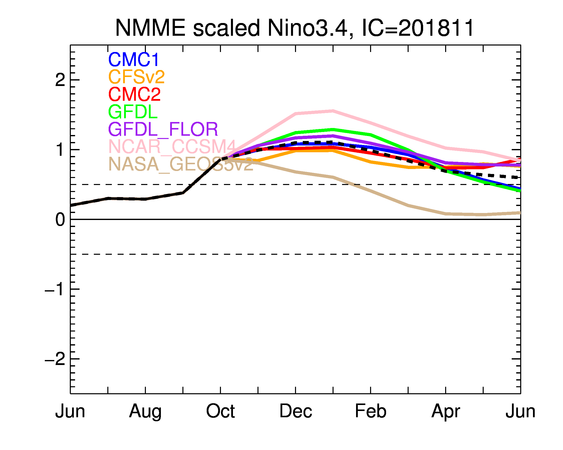 NMME scaled Nino3.4, IC=201811
CMC1
CFSv2
CMC2
GFDL
GFDL_FLOR
NCAR_CCSM4
NASA_GEOS5v2
2
1
0
−1
−2
Jun Aug Oct Dec Feb Apr Jun